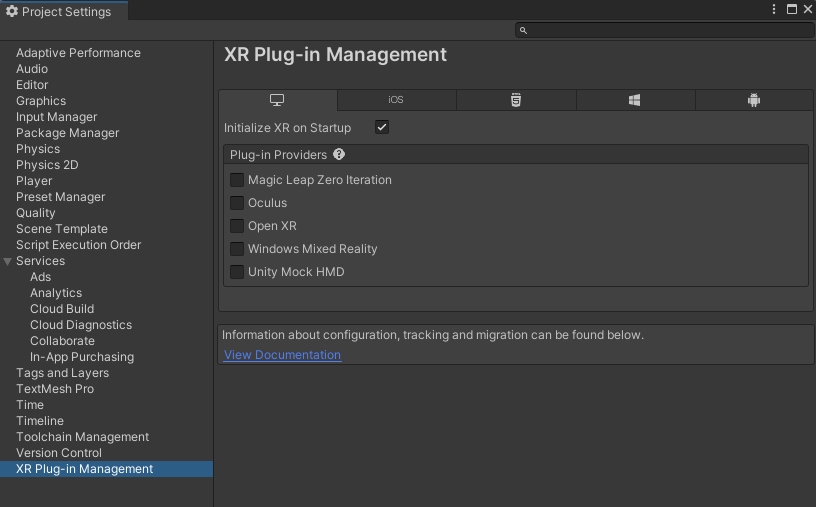 Project Settings
Adaptive Performance
Audio
Editor
Graphics
Input Manager
Package Manager
Physics
Physics 2D
Player
Preset Manager
Quality
Scene Template
Script Execution Order
Services
Ads
Analytics
Cloud Build
Cloud Diagnostics
Collaborate
In-App Purchasing
Tags and Layers
TextMesh Pro
Time
Timeline
Toolchain Management
Version Control
XR Plug-in Management
XR Plug-in Management
iOS
Initialize XR on Startup
Plug-in Providers
Magic Leap Zero Iteration
Oculus
Open XR
Windows Mixed Reality
Unity Mock HMD
Information about configuration, tracking and migration can be found below.
View Documentation